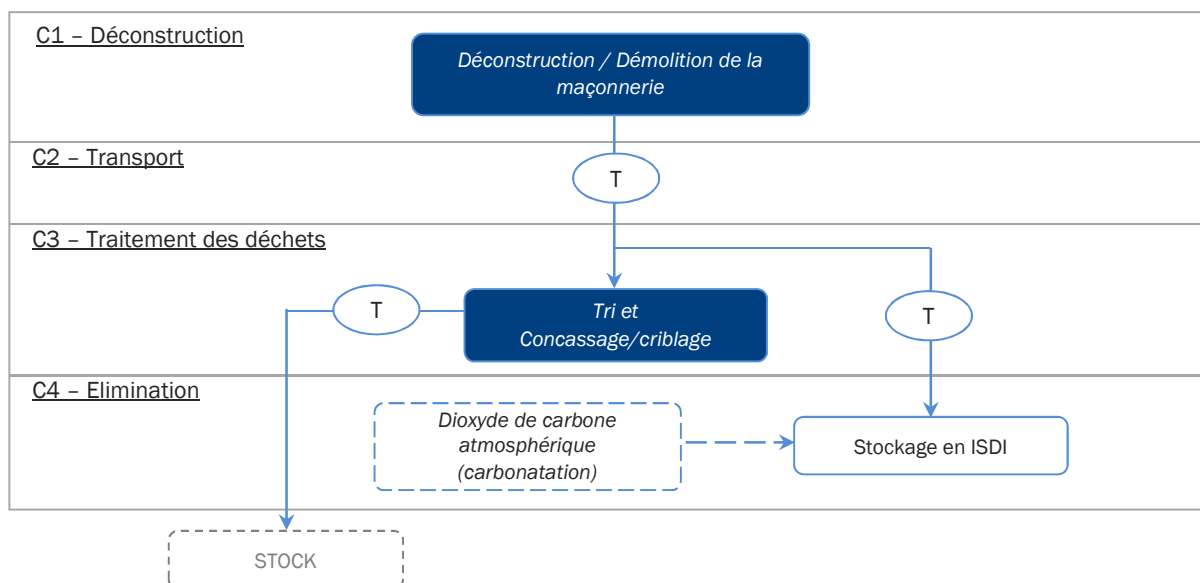 C1 – Déconstruction
Déconstruction / Démolition de la
maçonnerie
C2 – Transport
T
C3 – Traitement des déchets
T
Tri et
Concassage/criblage
T
C4 – Elimination
Dioxyde de carbone
atmosphérique
(carbonatation)
Stockage en ISDI
STOCK